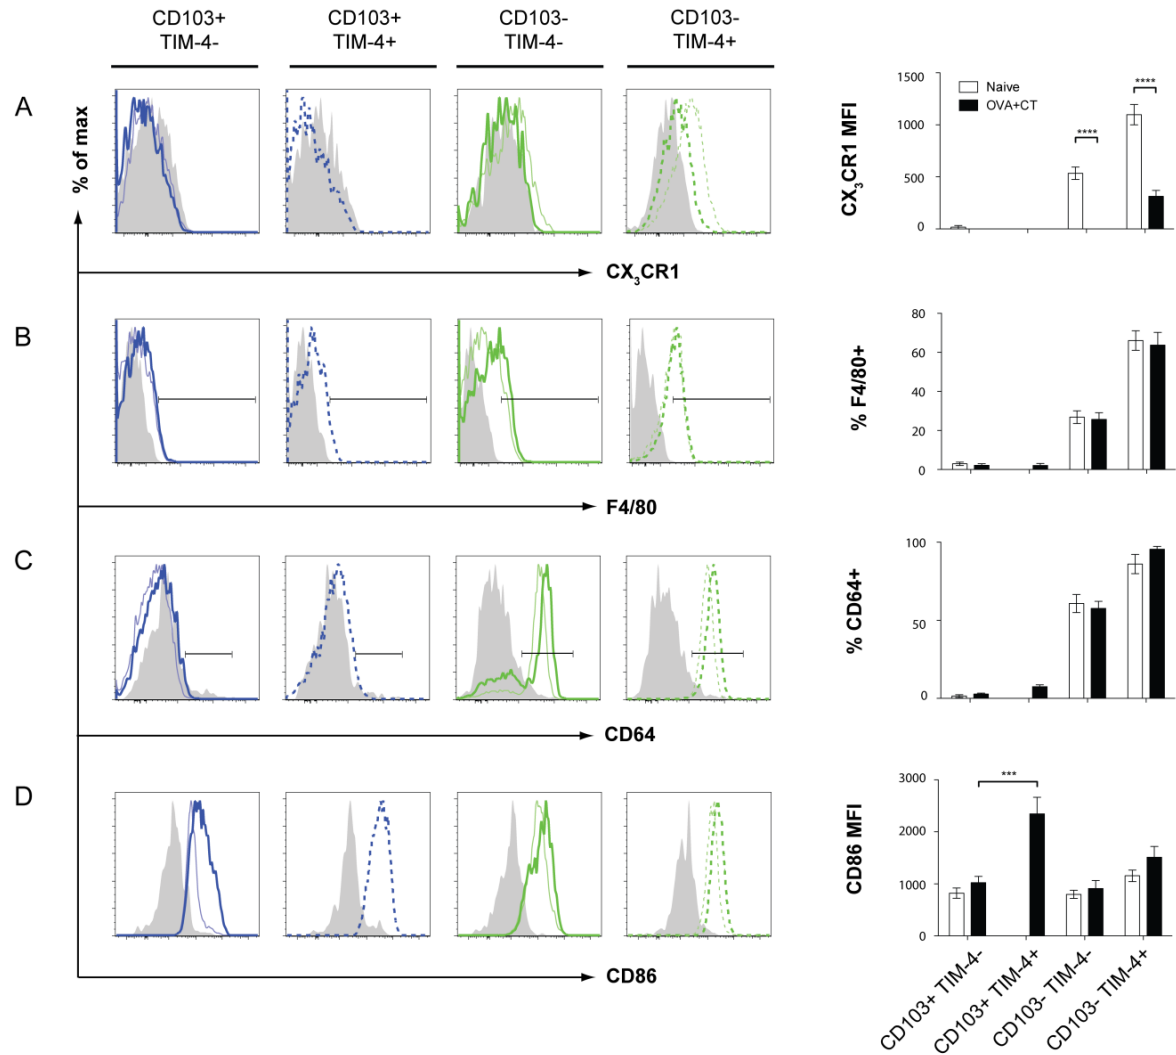 CD103+ CD103+ CD103- CD103-
TIM-4- TIM-4+ TIM-4- TIM-4+
A
% of max
CX3CR1
CX3CR1 MFI
1500
1000
500
0
Naive
OVA+CT
****
****
B
F4/80
% F4/80+
80
60
40
20
0
C
CD64
% CD64+
100
50
0
D
CD86
CD86 MFI
3000
2000
1000
0
***
CD103+ TIM-4-
CD103+ TIM-4+
CD103- TIM-4-
CD103- TIM-4+